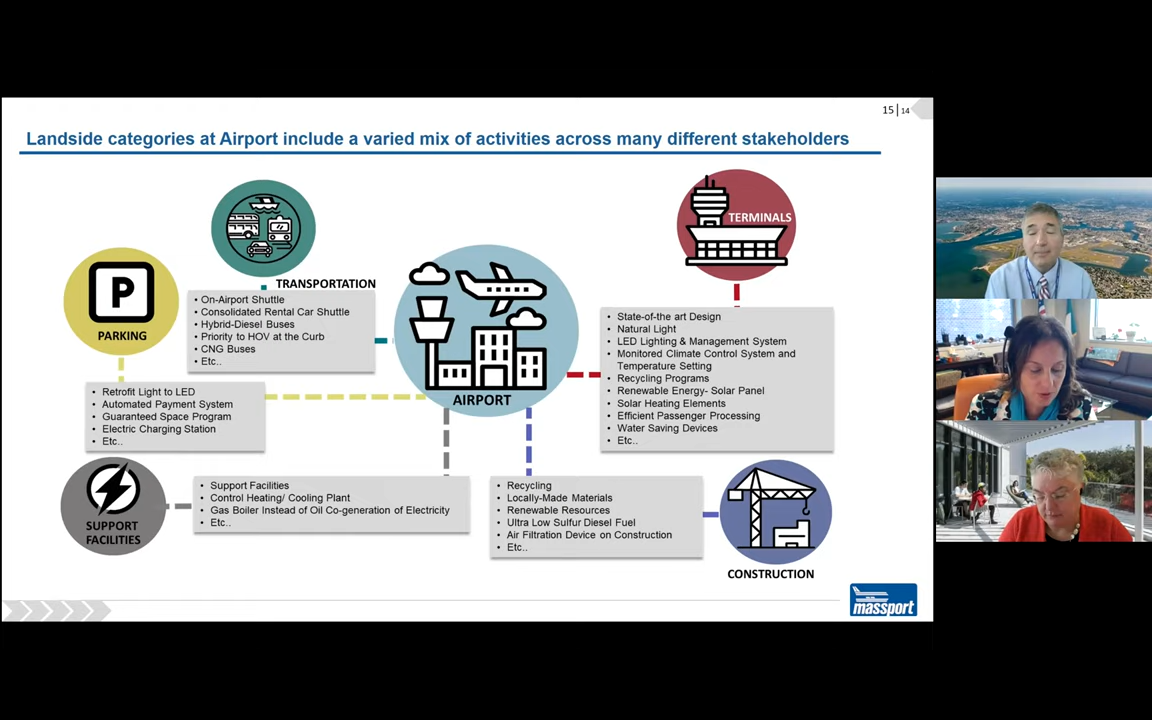 15 | 14
Landside categories at Airport include a varied mix of activities across many different stakeholders
TERMINALS
TRANSPORTATION
P
PARKING
• On-Airport Shuttle
• Consolidated Rental Car Shuttle
• Hybrid-Diesel Buses
• Priority to HOV at the Curb
• CNG Buses
• Etc..
AIRPORT
• State-of-the art Design
• Natural Light
• LED Lighting & Management System
• Monitored Climate Control System and
Temperature Setting
• Recycling Programs
• Renewable Energy- Solar Panel
• Solar Heating Elements
• Efficient Passenger Processing
• Water Saving Devices
• Etc..
• Retrofit Light to LED
• Automated Payment System
• Guaranteed Space Program
• Electric Charging Station
• Etc..
SUPPORT
FACILITIES
• Support Facilities
• Control Heating/ Cooling Plant
• Gas Boiler Instead of Oil Co-generation of Electricity
• Etc..
• Recycling
• Locally-Made Materials
• Renewable Resources
• Ultra Low Sulfur Diesel Fuel
• Air Filtration Device on Construction
• Etc..
CONSTRUCTION
massport